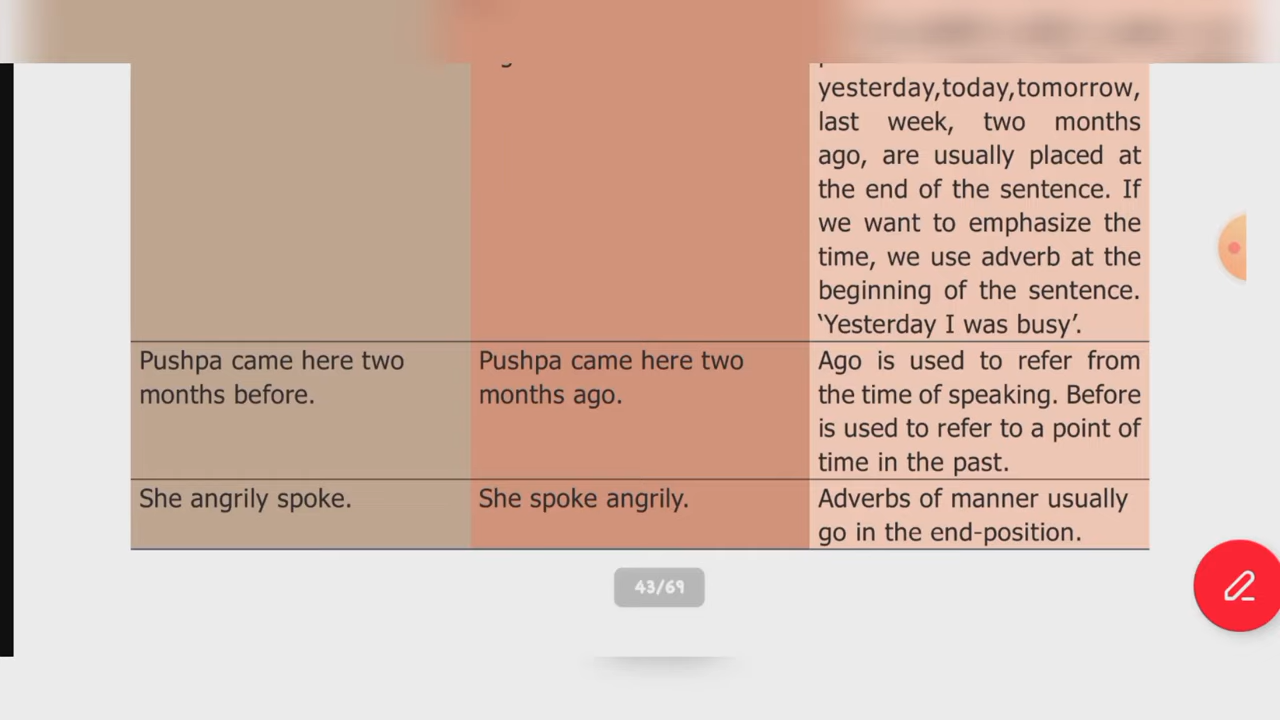 yesterday,today,tomorrow,
last week, two months
ago, are usually placed at
the end of the sentence. If
we want to emphasize the
time, we use adverb at the
beginning of the sentence.
‘Yesterday I was busy’.
Pushpa came here two
months before.
Pushpa came here two
months ago.
Ago is used to refer from
the time of speaking. Before
is used to refer to a point of
time in the past.
She angrily spoke.
She spoke angrily.
Adverbs of manner usually
go in the end-position.
43/69